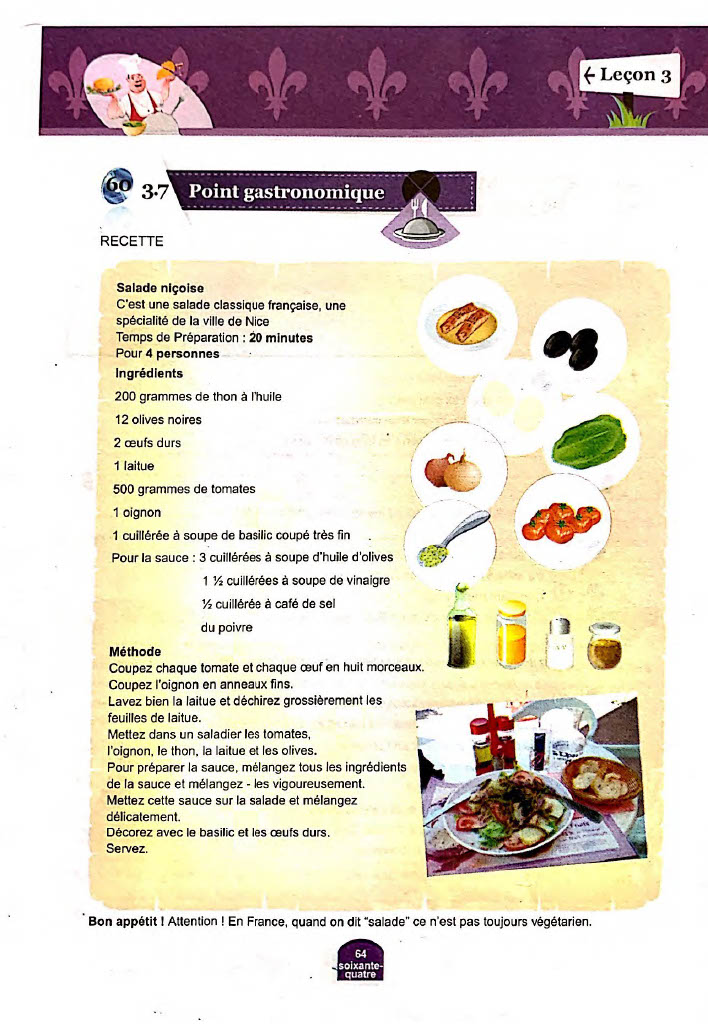 ← Leçon 3
60 3.7 Point gastronomique
RECETTE
Salade niçoise
C'est une salade classique française, une
spécialité de la ville de Nice
Temps de Préparation : 20 minutes
Pour 4 personnes
Ingrédients
200 grammes de thon à l'huile
12 olives noires
2 œufs durs
1 laitue
500 grammes de tomates
1 oignon
1 cuillérée à soupe de basilic coupé très fin
Pour la sauce : 3 cuillérées à soupe d'huile d'olives
1 ½ cuillérées à soupe de vinaigre
½ cuillérée à café de sel
du poivre
Méthode
Coupez chaque tomate et chaque œuf en huit morceaux.
Coupez l'oignon en anneaux fins.
Lavez bien la laitue et déchirez grossièrement les
feuilles de laitue.
Mettez dans un saladier les tomates,
l'oignon, le thon, la laitue et les olives.
Pour préparer la sauce, mélangez tous les ingrédients
de la sauce et mélangez - les vigoureusement.
Mettez cette sauce sur la salade et mélangez
délicatement.
Décorez avec le basilic et les œufs durs.
Servez.
Bon appétit ! Attention ! En France, quand on dit "salade" ce n'est pas toujours végétarien.
64
soixante-
quatre